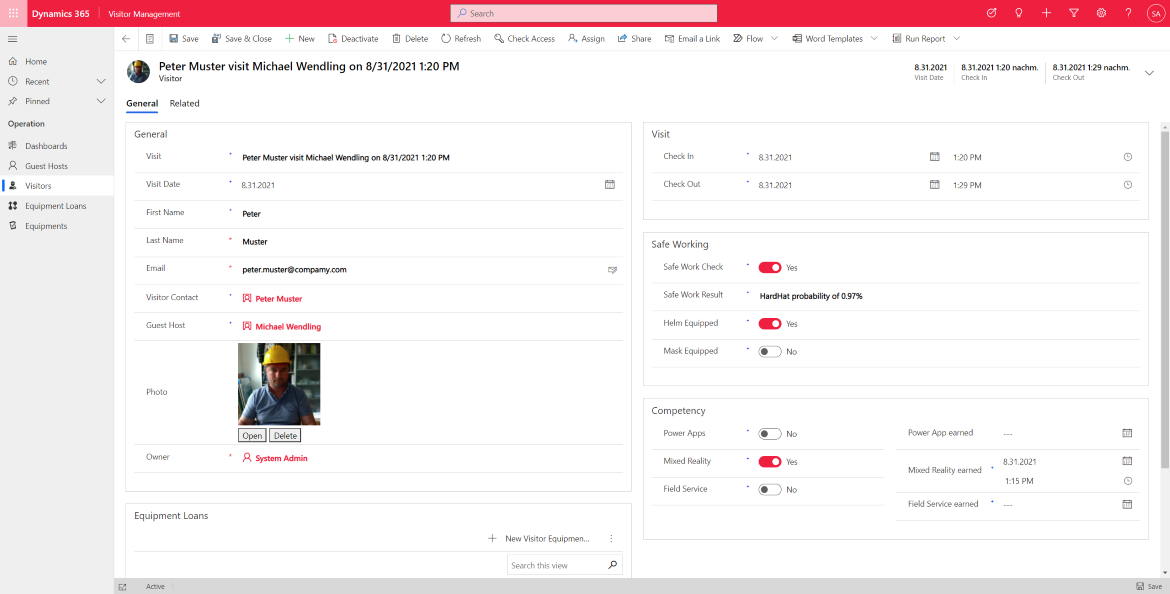 Dynamics 365 Visitor Management Search SA
Save Save & Close New Deactivate Delete Refresh Check Access Assign Share Email a Link Flow Word Templates Run Report
Home
Recent
Pinned
Operation
Dashboards
Guest Hosts
Visitors
Equipment Loans
Equipments
Peter Muster visit Michael Wendling on 8/31/2021 1:20 PM
Visitor
8.31.2021
Visit Date
8.31.2021 1:20 nachm.
Check In
8.31.2021 1:29 nachm.
Check Out
General Related
General
Visit * Peter Muster visit Michael Wendling on 8/31/2021 1:20 PM
Visit Date * 8.31.2021
First Name * Peter
Last Name * Muster
Email * peter.muster@compamy.com
Visitor Contact * Peter Muster
Guest Host * Michael Wendling
Photo
Open Delete
Owner * System Admin
Equipment Loans
New Visitor Equipmen...
Search this view
Visit
Check In * 8.31.2021 1:20 PM
Check Out * 8.31.2021 1:29 PM
Safe Working
Safe Work Check * Yes
Safe Work Result * HardHat probability of 0.97%
Helm Equipped * Yes
Mask Equipped * No
Competency
Power Apps * No
Mixed Reality * Yes
Field Service * No
Power App earned ---
Mixed Reality earned * 8.31.2021
1:15 PM
Field Service earned * ---
Active Save